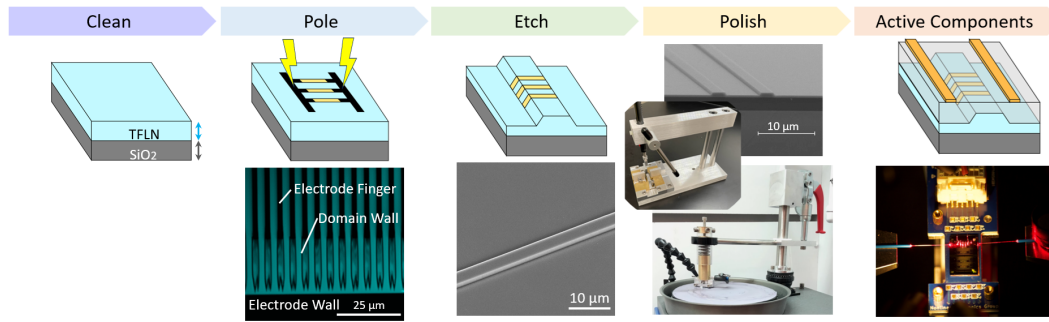 Clean
Pole
Etch
Polish
Active Components
TFLN
SiO2
Electrode Finger
Domain Wall
Electrode Wall
25 µm
10 µm
10 µm